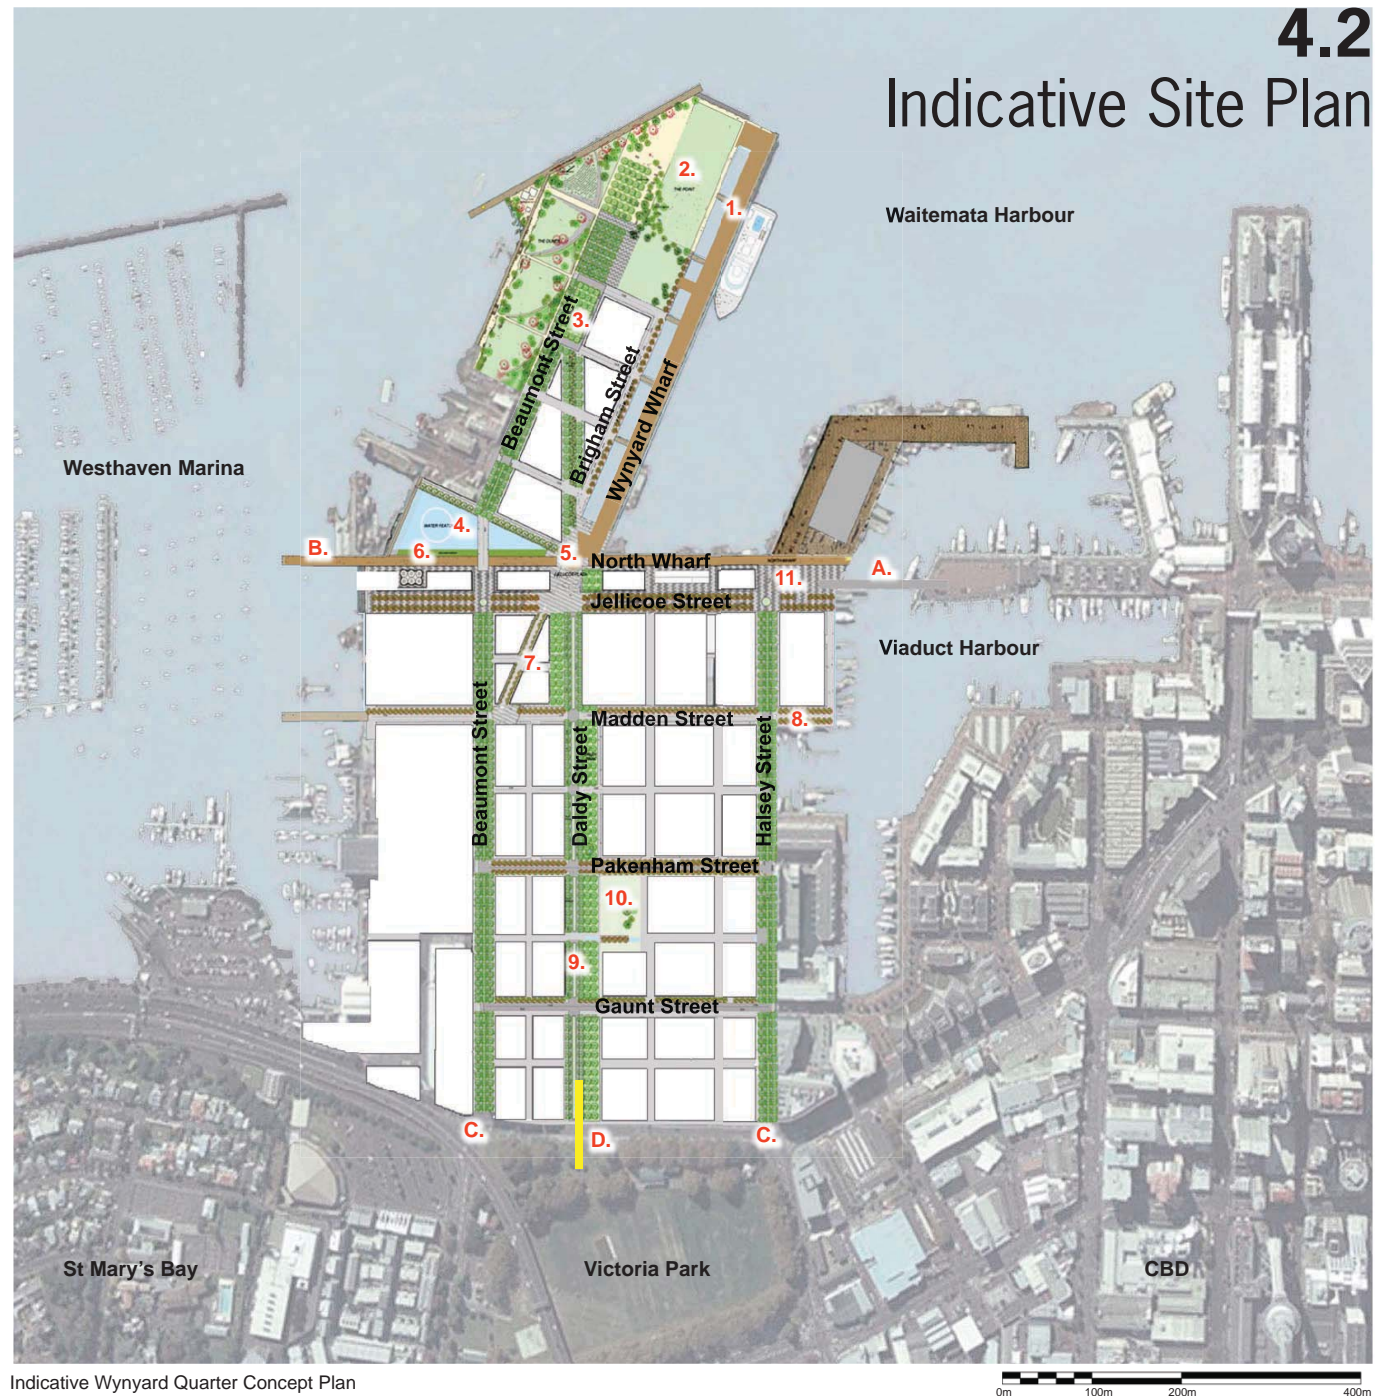 4.2
Indicative Site Plan
2.
THE POINT
1.
Waitemata Harbour
3.
Beaumont Street
Brigham Street
Wynyard Wharf
Westhaven Marina
4.
B.
6.
5.
North Wharf
11.
A.
Jellicoe Street
Viaduct Harbour
7.
Madden Street
8.
Beaumont Street
Daldy Street
Halsey Street
Pakenham Street
10.
9.
Gaunt Street
C.
D.
C.
St Mary's Bay
Victoria Park
CBD
Indicative Wynyard Quarter Concept Plan
0m 100m 200m 400m